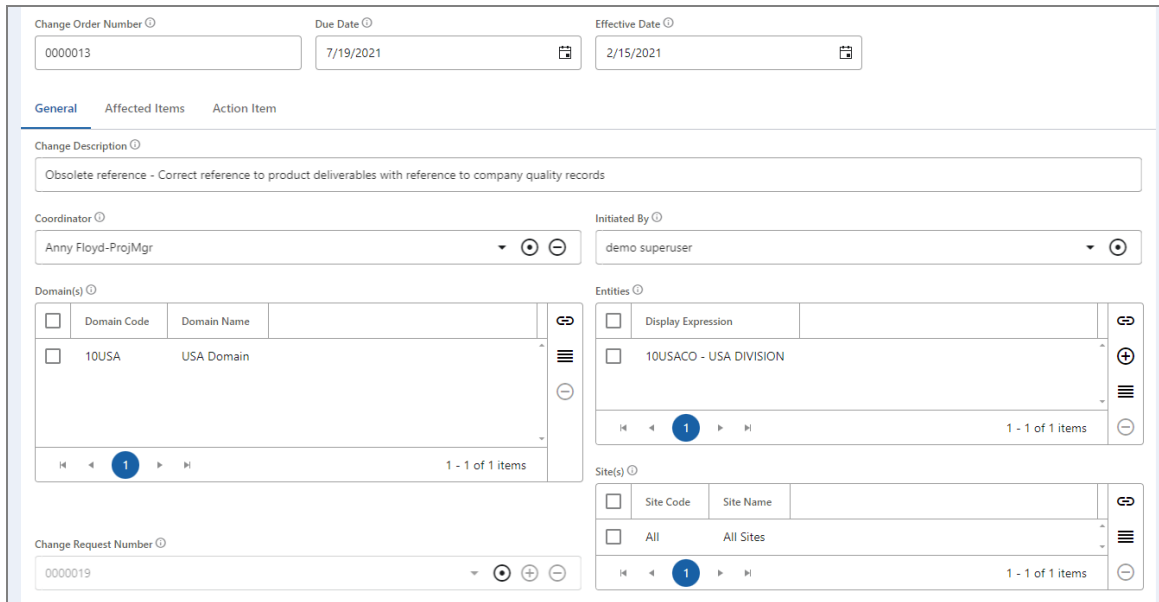 Change Order Number
Due Date
Effective Date
0000013
7/19/2021
2/15/2021
General
Affected Items
Action Item
Change Description
Obsolete reference - Correct reference to product deliverables with reference to company quality records
Coordinator
Initiated By
Anny Floyd-ProjMgr
demo superuser
Domain(s)
Domain Code
Domain Name
10USA
USA Domain
1
1 - 1 of 1 items
Entities
Display Expression
10USACO - USA DIVISION
1
1 - 1 of 1 items
Site(s)
Site Code
Site Name
All
All Sites
1
1 - 1 of 1 items
Change Request Number
0000019